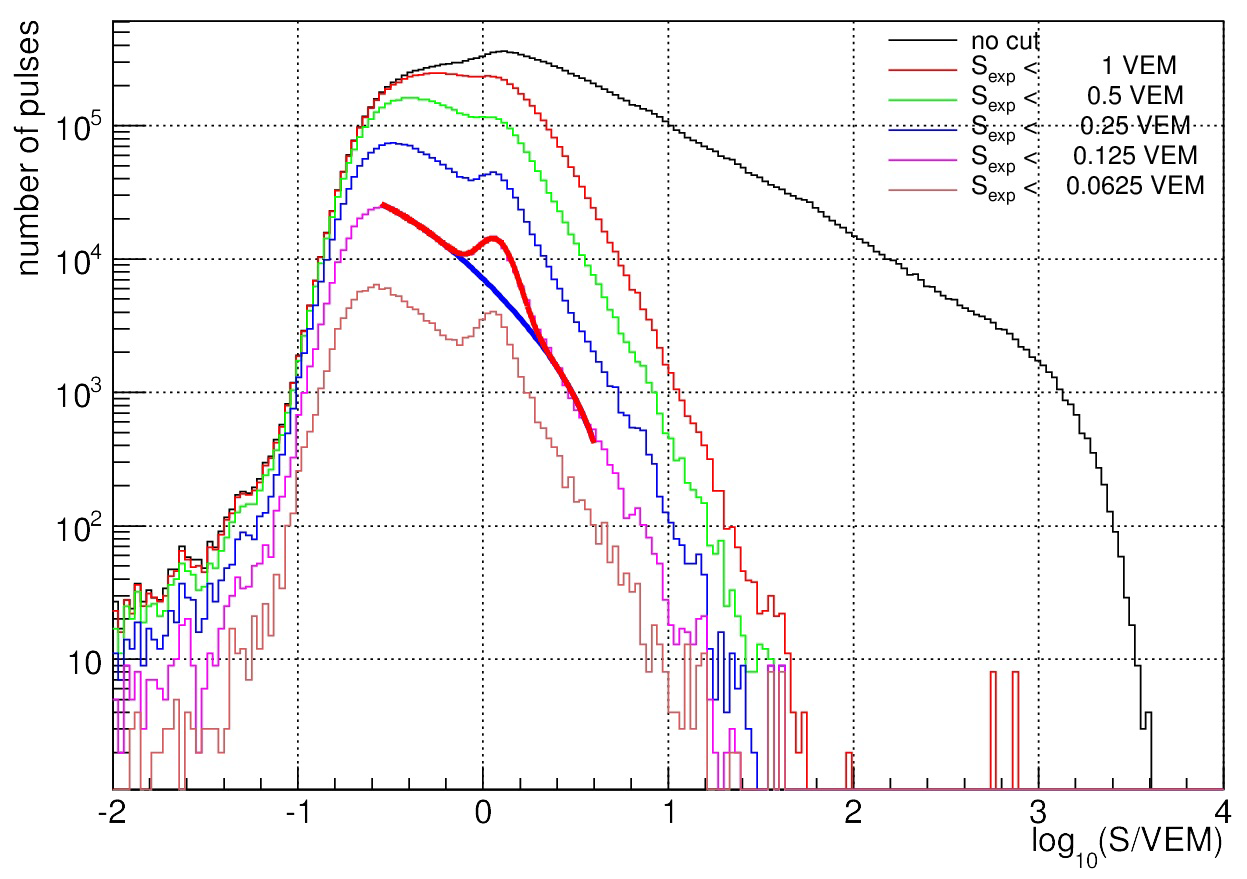 number of pulses
no cut
S_exp < 1 VEM
S_exp < 0.5 VEM
S_exp < 0.25 VEM
S_exp < 0.125 VEM
S_exp < 0.0625 VEM
10^5
10^4
10^3
10^2
10
-2 -1 0 1 2 3 4
log_10(S/VEM)